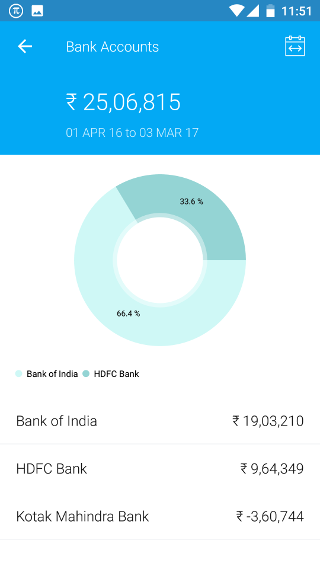 11:51
Bank Accounts
₹ 25,06,815
01 APR 16 to 03 MAR 17
33.6 %
66.4 %
Bank of India HDFC Bank
Bank of India ₹ 19,03,210
HDFC Bank ₹ 9,64,349
Kotak Mahindra Bank ₹ -3,60,744